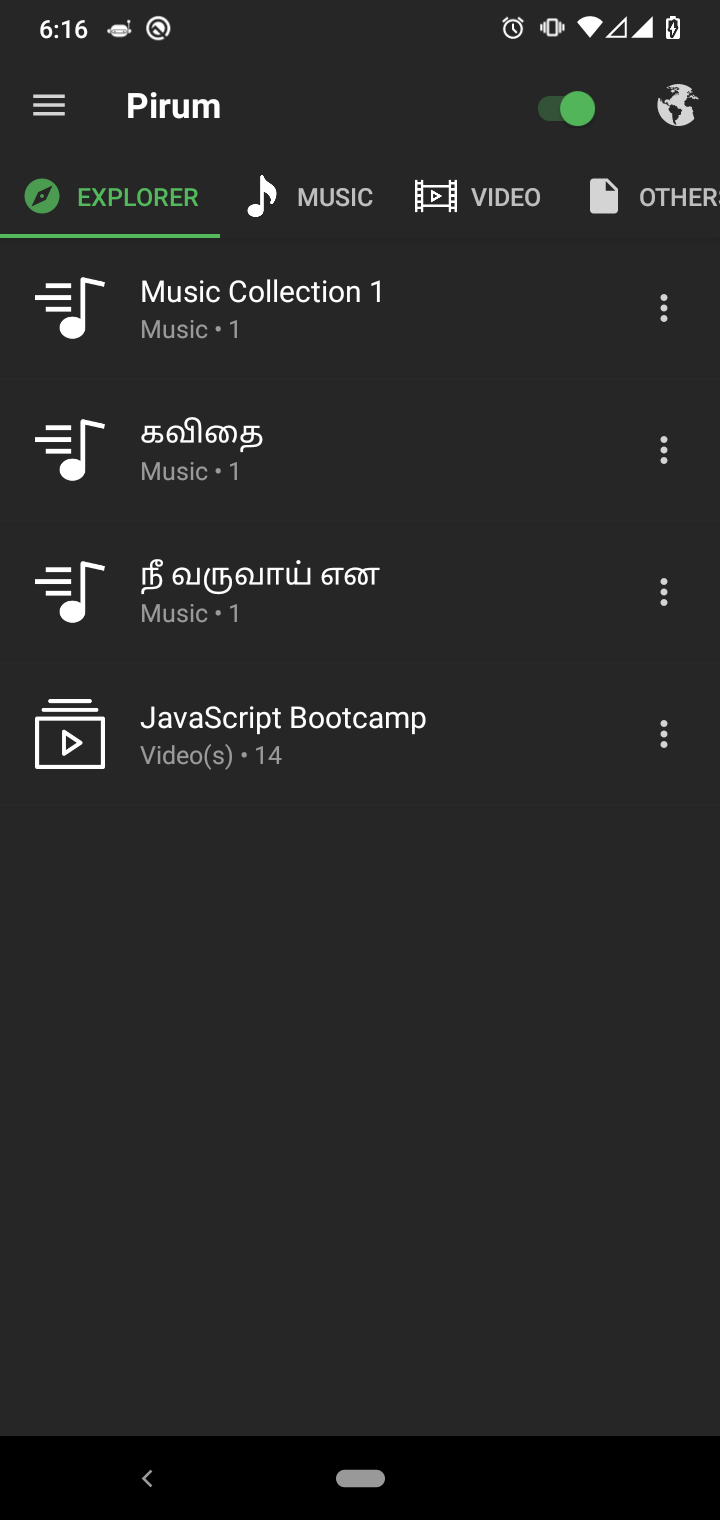 6:16
Pirum
EXPLORER MUSIC VIDEO OTHERS
Music Collection 1
Music • 1
கவிதை
Music • 1
நீ வருவாய் என
Music • 1
JavaScript Bootcamp
Video(s) • 14